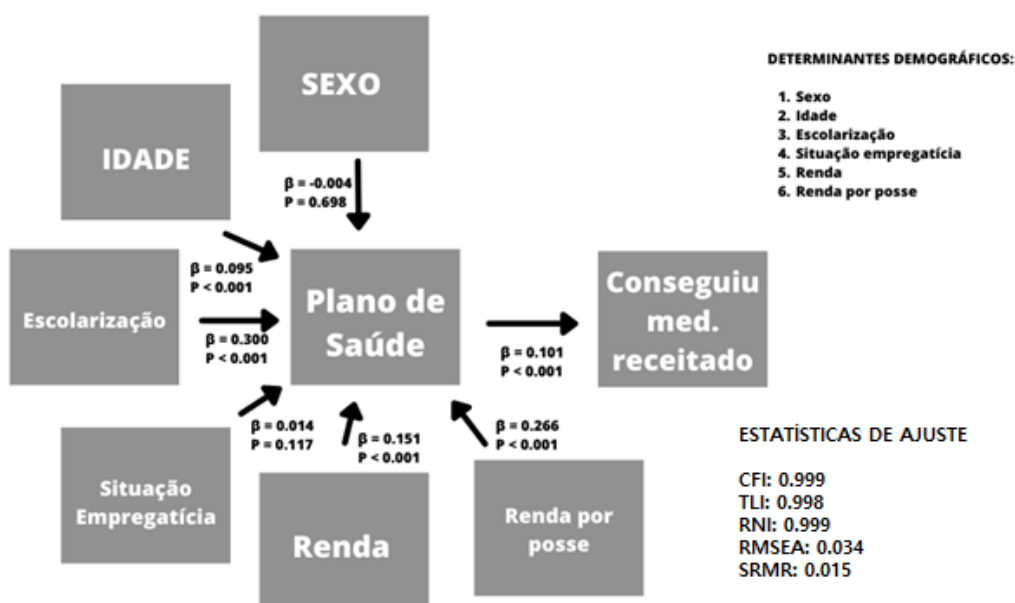 SEXO
DETERMINANTES DEMOGRÁFICOS:
1. Sexo
2. Idade
3. Escolarização
4. Situação empregatícia
5. Renda
6. Renda por posse
IDADE
β = -0.004
P = 0.698
β = 0.095
P < 0.001
Escolarização
β = 0.300
P < 0.001
Plano de
Saúde
β = 0.101
P < 0.001
Conseguiu
med.
receitado
β = 0.014
P = 0.117
β = 0.151
P < 0.001
β = 0.266
P < 0.001
Situação
Empregatícia
Renda
Renda por
posse
ESTATÍSTICAS DE AJUSTE
CFI: 0.999
TLI: 0.998
RNI: 0.999
RMSEA: 0.034
SRMR: 0.015